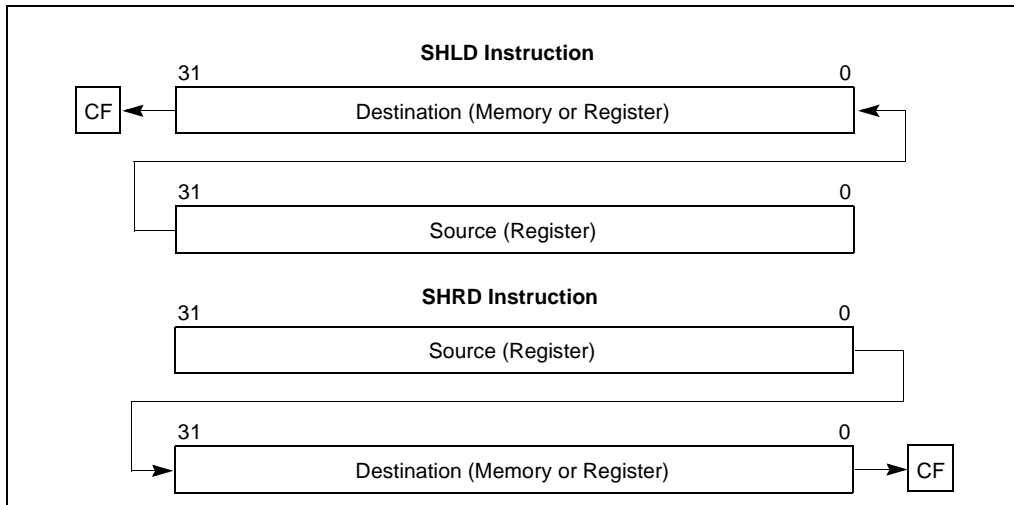 SHLD Instruction
31 0
CF Destination (Memory or Register)
31 0
Source (Register)
SHRD Instruction
31 0
Source (Register)
31 0
Destination (Memory or Register) CF